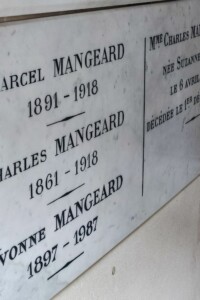 ARCEL MANGEARD
1891 - 1918
HARLES MANGEARD
1861 - 1918
VONNE MANGEARD
1897 - 1987
MME CHARLES MA
NÉE SUZANNE
LE 6 AVRIL
DÉCÉDÉE LE 1ER DE